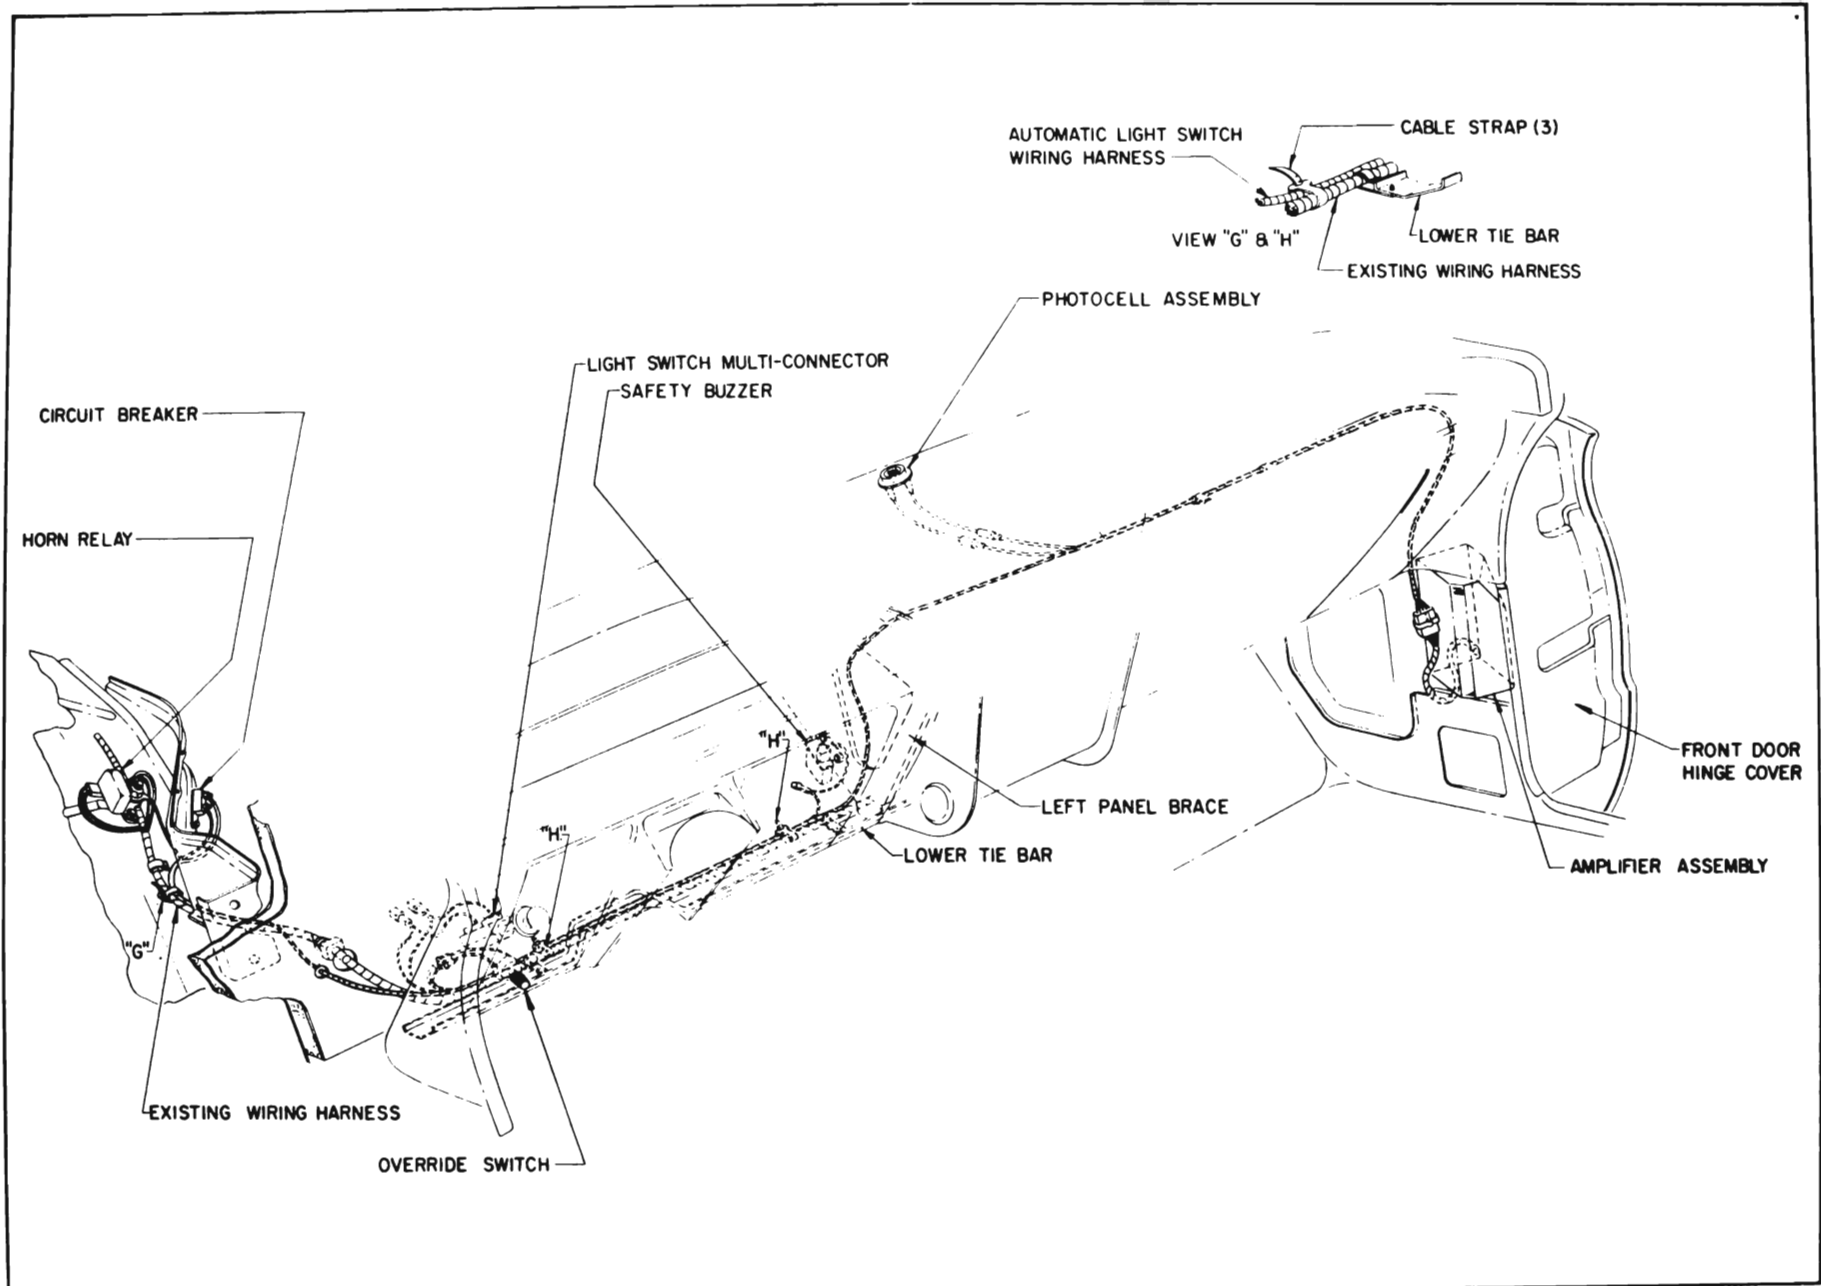 AUTOMATIC LIGHT SWITCH
WIRING HARNESS
CABLE STRAP (3)
VIEW "G" & "H"
LOWER TIE BAR
EXISTING WIRING HARNESS
PHOTOCELL ASSEMBLY
LIGHT SWITCH MULTI-CONNECTOR
SAFETY BUZZER
CIRCUIT BREAKER
HORN RELAY
"H"
FRONT DOOR
HINGE COVER
LEFT PANEL BRACE
"H"
LOWER TIE BAR
AMPLIFIER ASSEMBLY
"G"
EXISTING WIRING HARNESS
OVERRIDE SWITCH